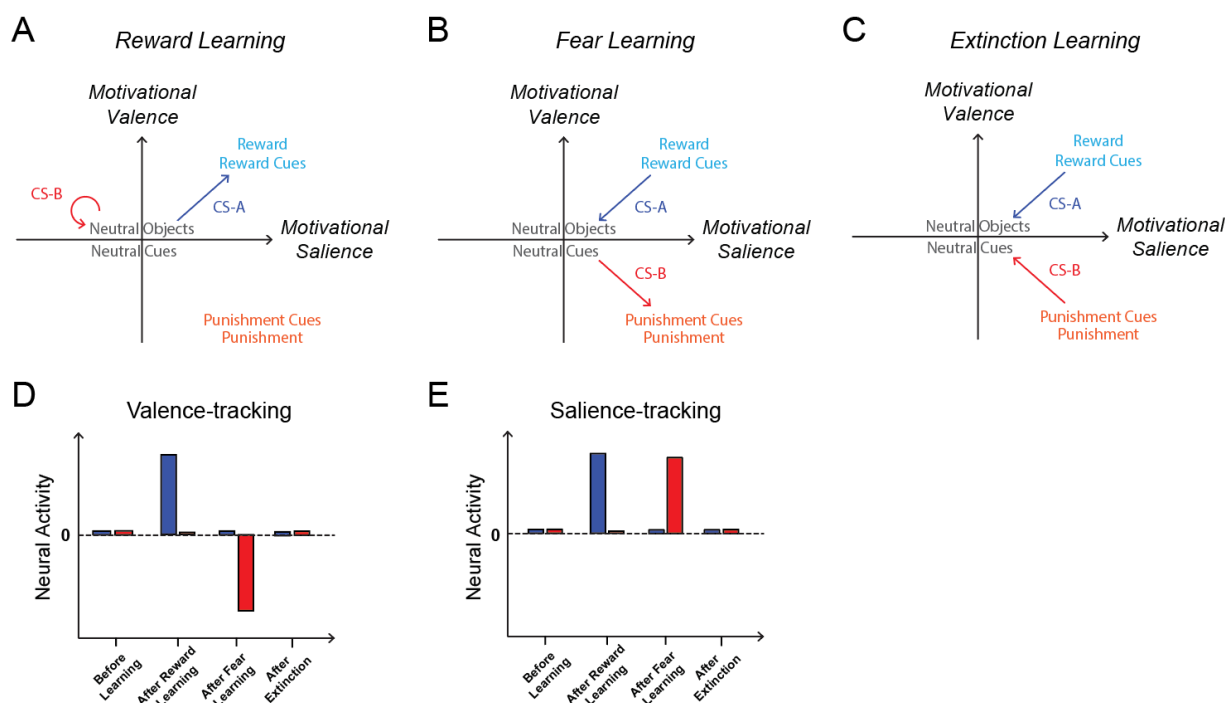 A
Reward Learning
Motivational
Valence
Reward
Reward Cues
CS-B
CS-A
Neutral Objects
Neutral Cues
Motivational
Salience
Punishment Cues
Punishment
B
Fear Learning
Motivational
Valence
Reward
Reward Cues
CS-A
Neutral Objects
Neutral Cues
Motivational
Salience
CS-B
Punishment Cues
Punishment
C
Extinction Learning
Motivational
Valence
Reward
Reward Cues
CS-A
Neutral Objects
Neutral Cues
Motivational
Salience
CS-B
Punishment Cues
Punishment
D
Valence-tracking
Neural Activity
0
Before
Learning
After Reward
Learning
After Fear
Learning
After
Extinction
E
Salience-tracking
Neural Activity
0
Before
Learning
After Reward
Learning
After Fear
Learning
After
Extinction